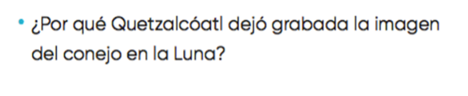 • ¿Por qué Quetzalcóatl dejó grabada la imagen
del conejo en la Luna?